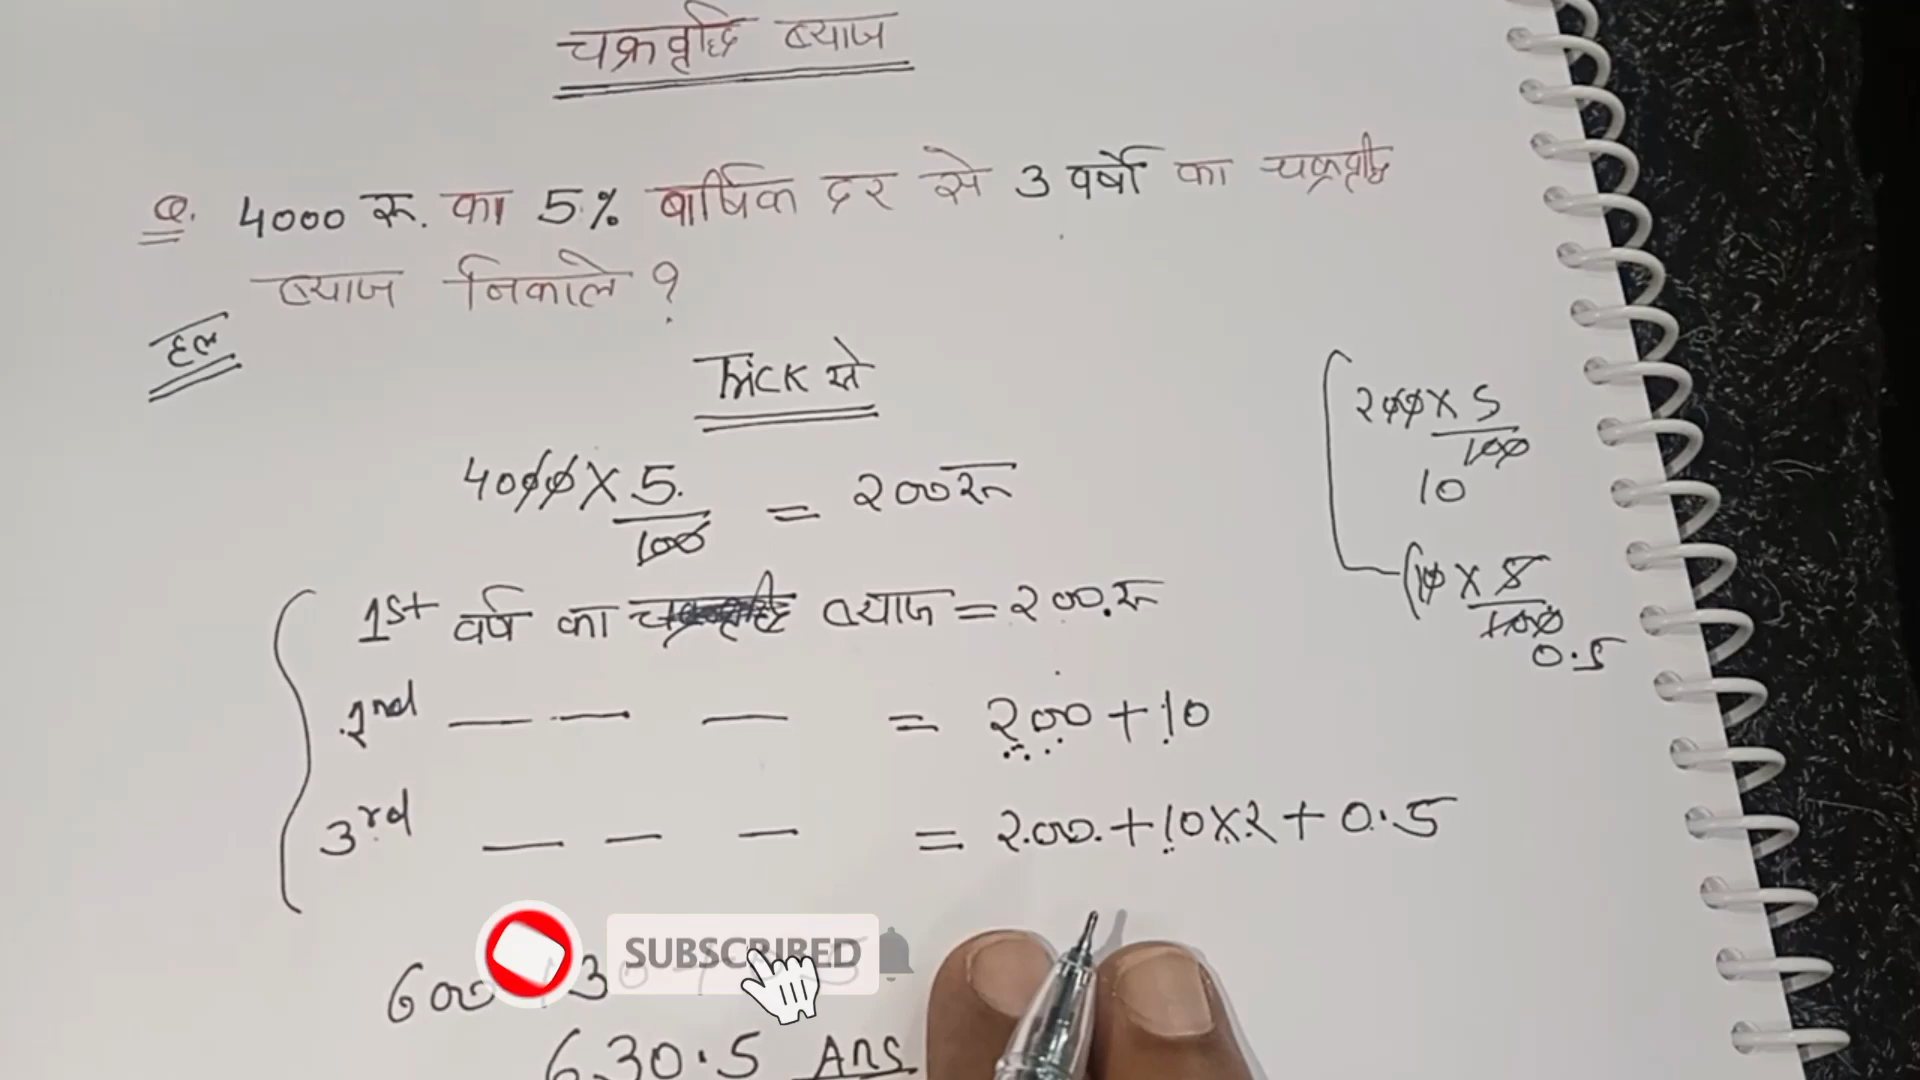 चक्रवृद्धि ब्याज
Q. 4000 रू. का 5% वार्षिक दर से 3 वर्षो का चक्रवृद्धि
ब्याज निकाले ?
हल
Trick से
4000 X 5/100 = 200 रू
200 X 5/100
10
10 X 5/100
0.5
1st वर्ष का ब्याज = 200. रू
2nd — — — = 200 + 10
3rd — — — = 200. + 10 X 2 + 0.5
SUBSCRIBED
600 30
630.5 Ans